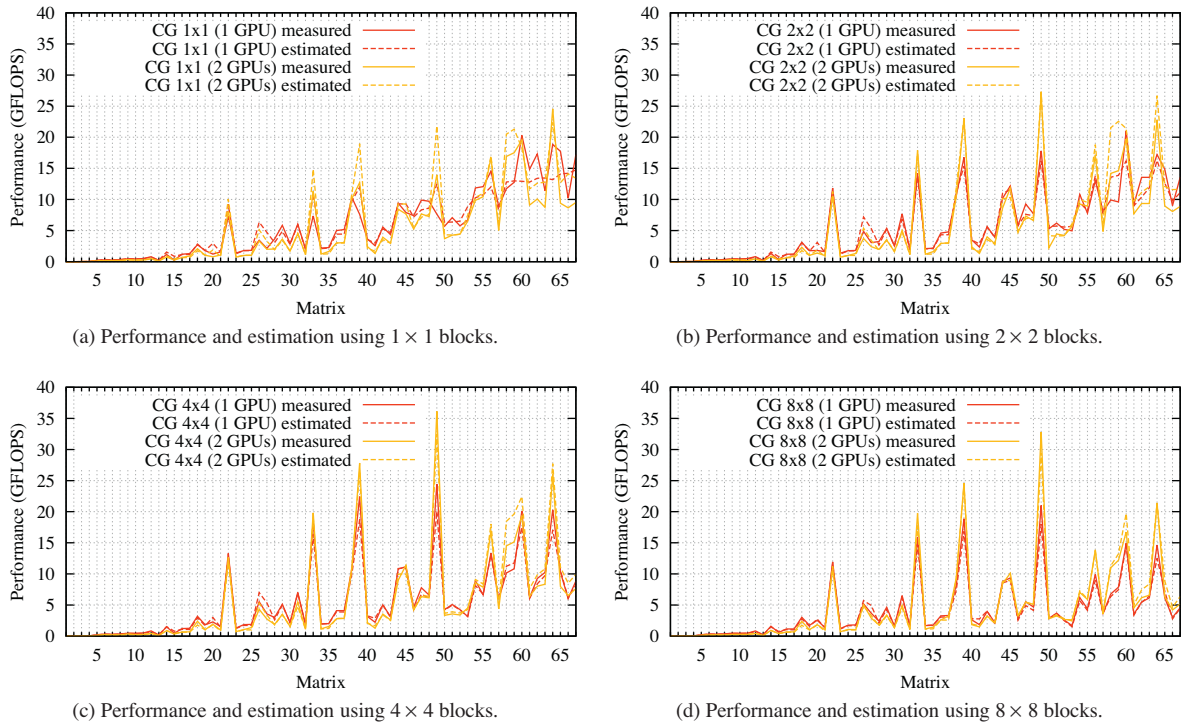 40
35
30
25
20
15
10
5
0
Performance (GFLOPS)
CG 1x1 (1 GPU) measured
CG 1x1 (1 GPU) estimated
CG 1x1 (2 GPUs) measured
CG 1x1 (2 GPUs) estimated
5 10 15 20 25 30 35 40 45 50 55 60 65
Matrix
(a) Performance and estimation using 1 × 1 blocks.
40
35
30
25
20
15
10
5
0
Performance (GFLOPS)
CG 2x2 (1 GPU) measured
CG 2x2 (1 GPU) estimated
CG 2x2 (2 GPUs) measured
CG 2x2 (2 GPUs) estimated
5 10 15 20 25 30 35 40 45 50 55 60 65
Matrix
(b) Performance and estimation using 2 × 2 blocks.
40
35
30
25
20
15
10
5
0
Performance (GFLOPS)
CG 4x4 (1 GPU) measured
CG 4x4 (1 GPU) estimated
CG 4x4 (2 GPUs) measured
CG 4x4 (2 GPUs) estimated
5 10 15 20 25 30 35 40 45 50 55 60 65
Matrix
(c) Performance and estimation using 4 × 4 blocks.
40
35
30
25
20
15
10
5
0
Performance (GFLOPS)
CG 8x8 (1 GPU) measured
CG 8x8 (1 GPU) estimated
CG 8x8 (2 GPUs) measured
CG 8x8 (2 GPUs) estimated
5 10 15 20 25 30 35 40 45 50 55 60 65
Matrix
(d) Performance and estimation using 8 × 8 blocks.